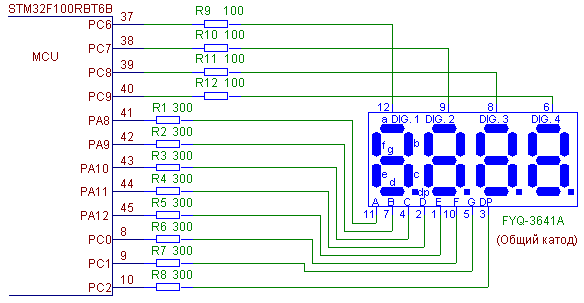 STM32F100RBT6B
MCU
PC6 37 R9 100
PC7 38 R10 100
PC8 39 R11 100
PC9 40 R12 100
PA8 41 R1 300
PA9 42 R2 300
PA10 43 R3 300
PA11 44 R4 300
PA12 45 R5 300
PC0 8 R6 300
PC1 9 R7 300
PC2 10 R8 300
12 9 8 6
a DIG. 1 DIG. 2 DIG. 3 DIG. 4
f b
g
e c
d
dp
A B C D E F G DP
11 7 4 2 1 10 5 3
FYQ-3641A
(Общий катод)